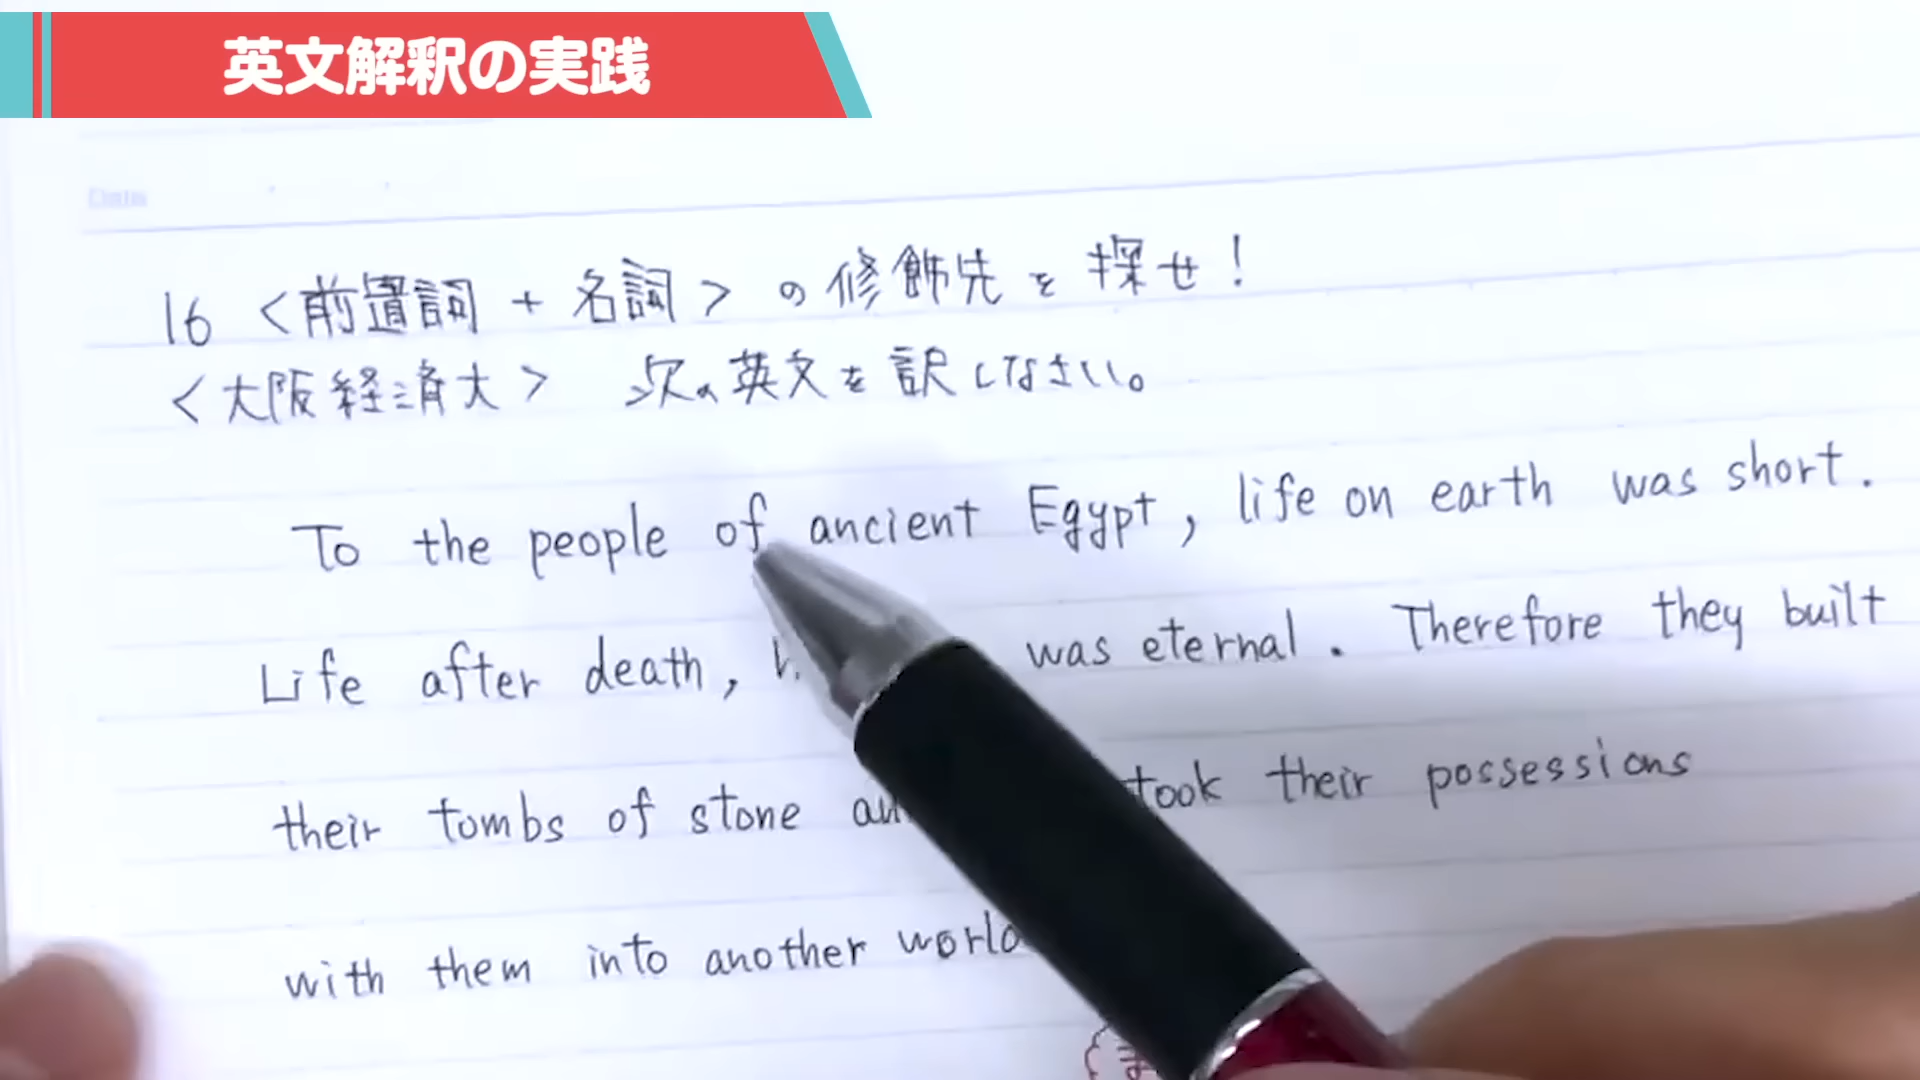 英文解釈の実践
Date
16 <前置詞 + 名詞> の修飾先を探せ!
<大阪経済大> 次の英文を訳しなさい。
To the people of ancient Egypt, life on earth was short.
Life after death, was eternal. Therefore they built
their tombs of stone took their possessions
with them into another world